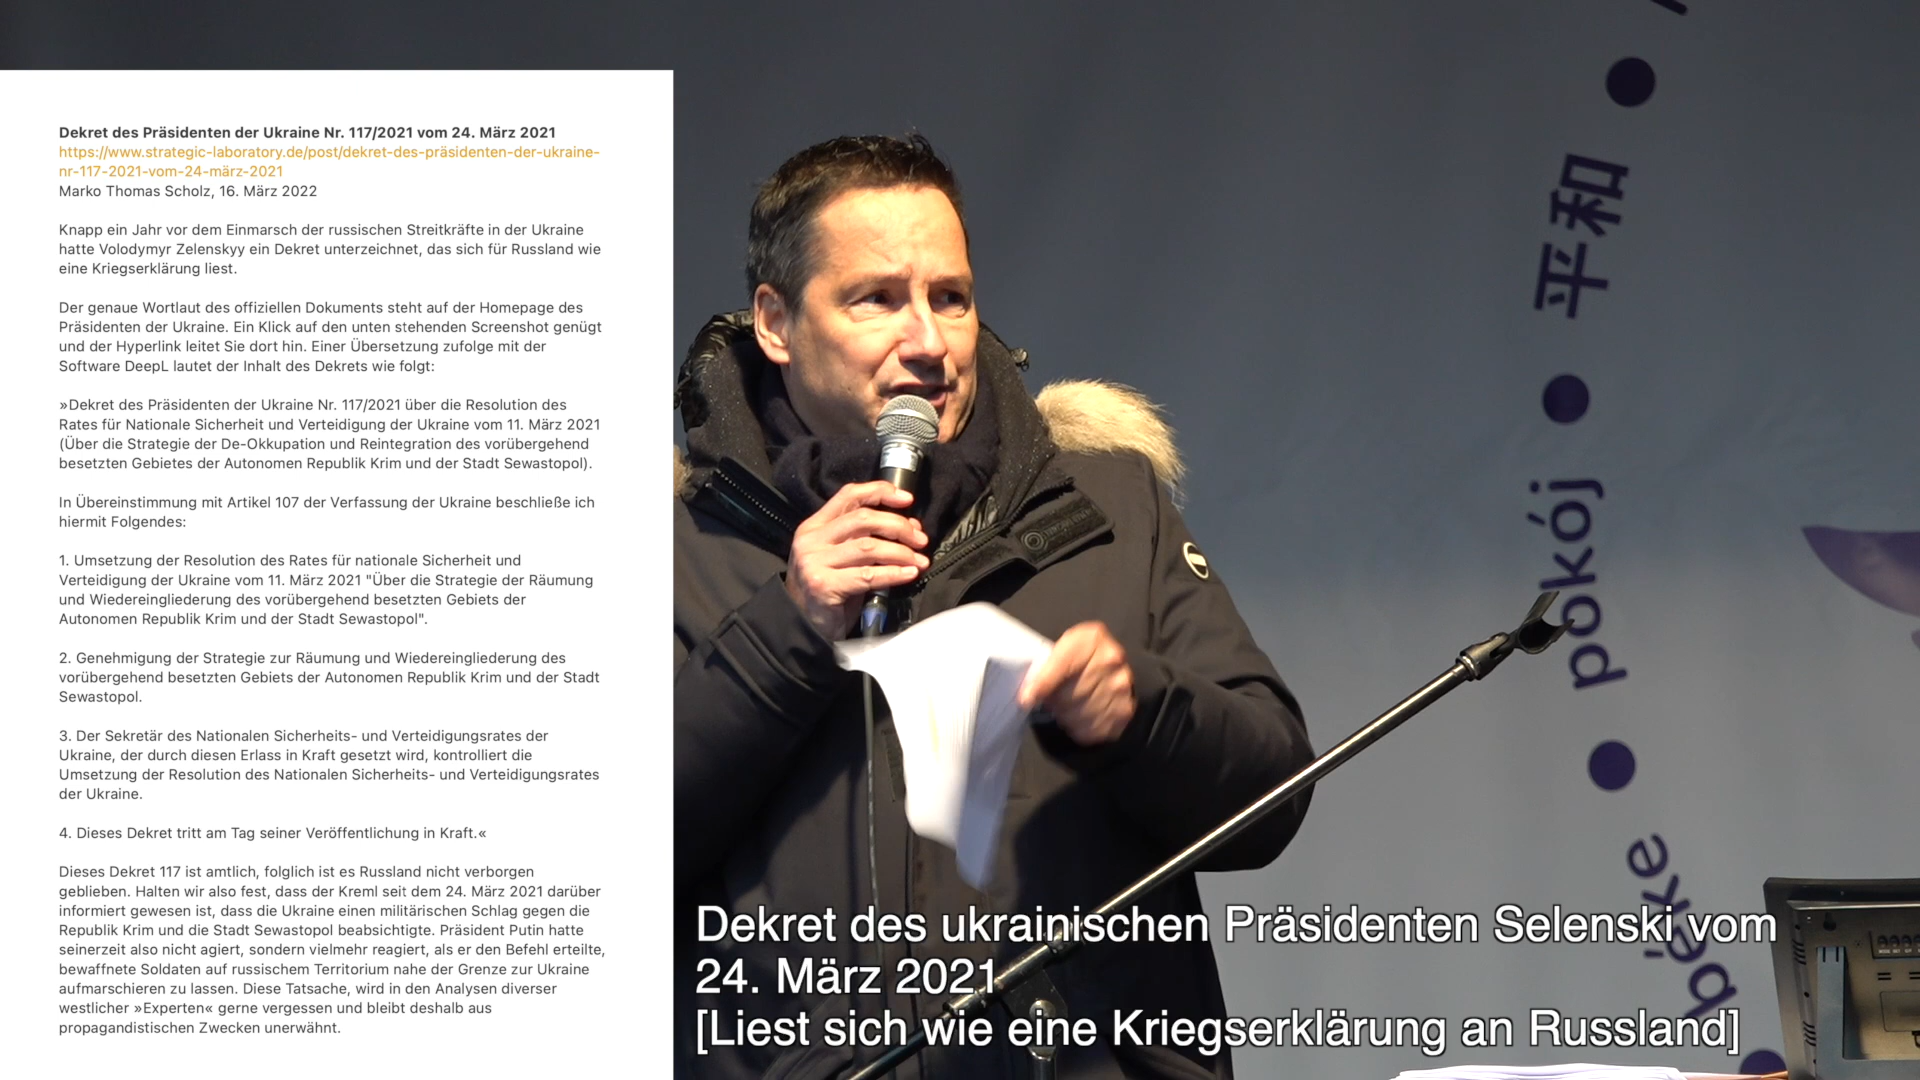 Dekret des Präsidenten der Ukraine Nr. 117/2021 vom 24. März 2021
https://www.strategic-laboratory.de/post/dekret-des-präsidenten-der-ukraine-
nr-117-2021-vom-24-märz-2021
Marko Thomas Scholz, 16. März 2022
Knapp ein Jahr vor dem Einmarsch der russischen Streitkräfte in der Ukraine
hatte Volodymyr Zelenskyy ein Dekret unterzeichnet, das sich für Russland wie
eine Kriegserklärung liest.
Der genaue Wortlaut des offiziellen Dokuments steht auf der Homepage des
Präsidenten der Ukraine. Ein Klick auf den unten stehenden Screenshot genügt
und der Hyperlink leitet Sie dort hin. Einer Übersetzung zufolge mit der
Software DeepL lautet der Inhalt des Dekrets wie folgt:
»Dekret des Präsidenten der Ukraine Nr. 117/2021 über die Resolution des
Rates für Nationale Sicherheit und Verteidigung der Ukraine vom 11. März 2021
(Über die Strategie der De-Okkupation und Reintegration des vorübergehend
besetzten Gebietes der Autonomen Republik Krim und der Stadt Sewastopol).
In Übereinstimmung mit Artikel 107 der Verfassung der Ukraine beschließe ich
hiermit Folgendes:
1. Umsetzung der Resolution des Rates für nationale Sicherheit und
Verteidigung der Ukraine vom 11. März 2021 "Über die Strategie der Räumung
und Wiedereingliederung des vorübergehend besetzten Gebiets der
Autonomen Republik Krim und der Stadt Sewastopol".
2. Genehmigung der Strategie zur Räumung und Wiedereingliederung des
vorübergehend besetzten Gebiets der Autonomen Republik Krim und der Stadt
Sewastopol.
3. Der Sekretär des Nationalen Sicherheits- und Verteidigungsrates der
Ukraine, der durch diesen Erlass in Kraft gesetzt wird, kontrolliert die
Umsetzung der Resolution des Nationalen Sicherheits- und Verteidigungsrates
der Ukraine.
4. Dieses Dekret tritt am Tag seiner Veröffentlichung in Kraft.«
Dieses Dekret 117 ist amtlich, folglich ist es Russland nicht verborgen
geblieben. Halten wir also fest, dass der Kreml seit dem 24. März 2021 darüber
informiert gewesen ist, dass die Ukraine einen militärischen Schlag gegen die
Republik Krim und die Stadt Sewastopol beabsichtigte. Präsident Putin hatte
seinerzeit also nicht agiert, sondern vielmehr reagiert, als er den Befehl erteilte,
bewaffnete Soldaten auf russischem Territorium nahe der Grenze zur Ukraine
aufmarschieren zu lassen. Diese Tatsache, wird in den Analysen diverser
westlicher »Experten« gerne vergessen und bleibt deshalb aus
propagandistischen Zwecken unerwähnt.
平和
pokój
béke
Dekret des ukrainischen Präsidenten Selenski vom
24. März 2021
[Liest sich wie eine Kriegserklärung an Russland]